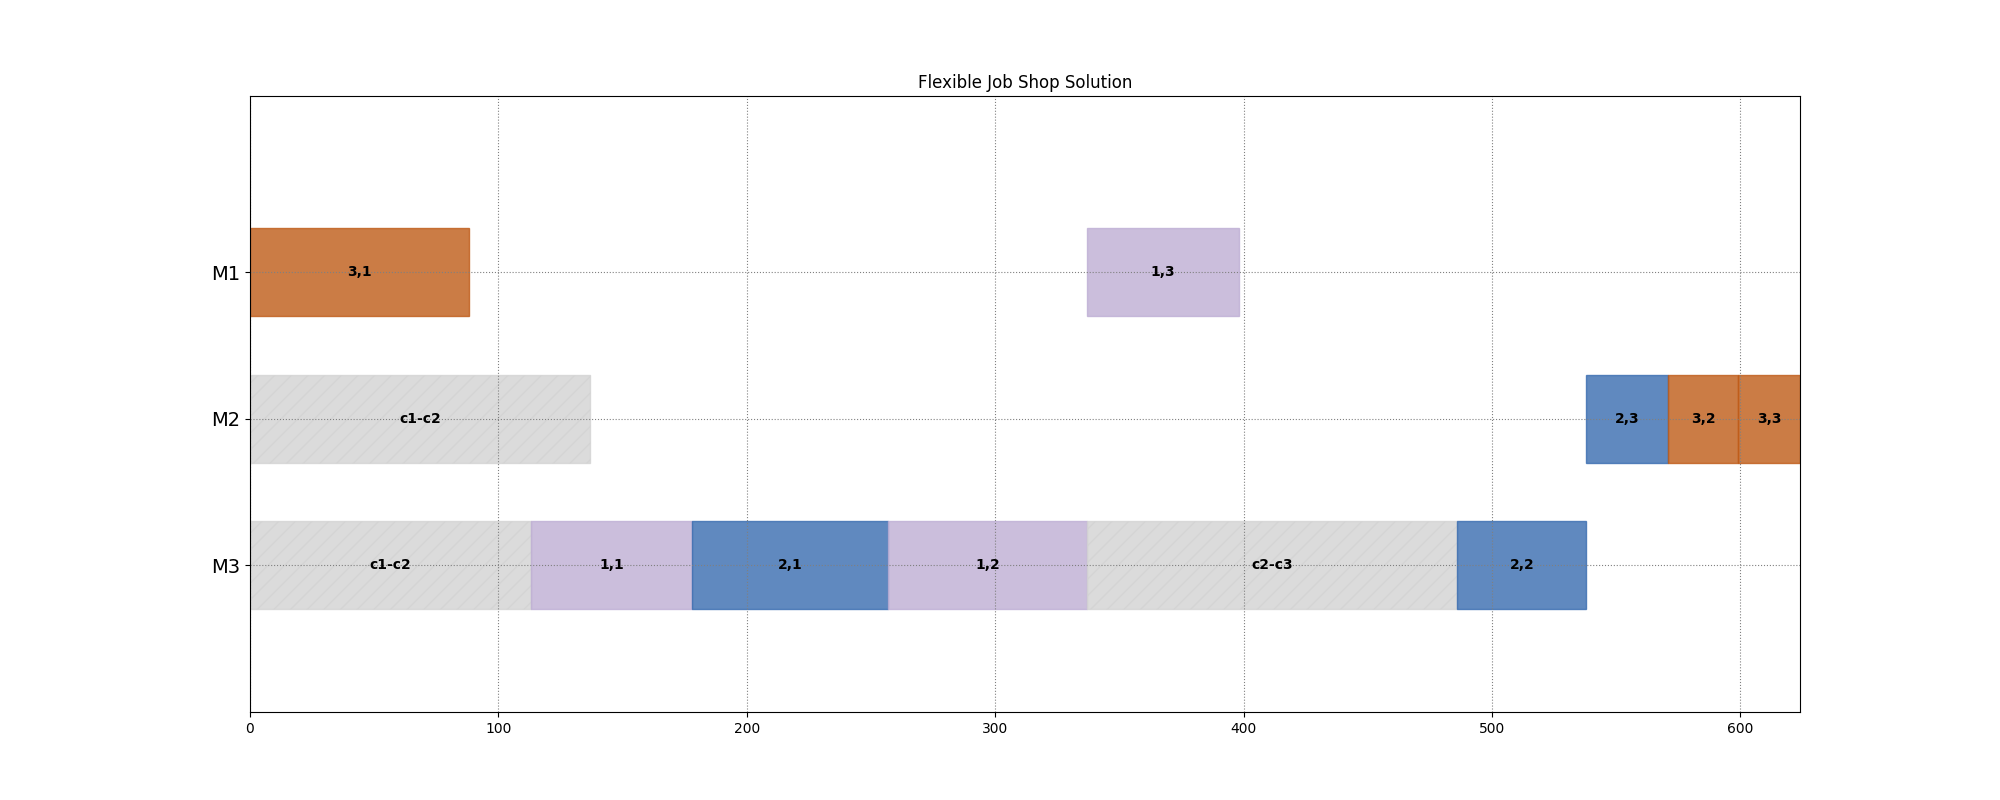 Flexible Job Shop Solution
M1
3,1
1,3
M2
c1-c2
2,3
3,2
3,3
M3
c1-c2
1,1
2,1
1,2
c2-c3
2,2
0
100
200
300
400
500
600